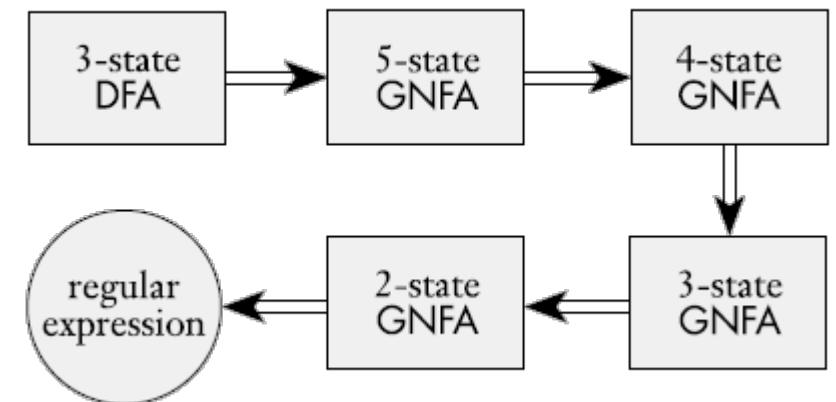 3-state
DFA
5-state
GNFA
4-state
GNFA
3-state
GNFA
2-state
GNFA
regular
expression